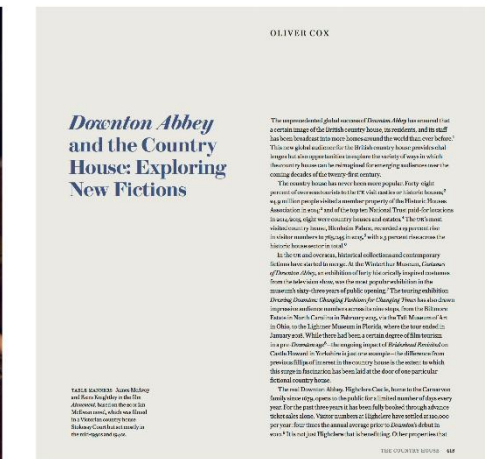 OLIVER COX
Downton Abbey
and the Country
House: Exploring
New Fictions
The unprecedented global success of Downton Abbey has ensured that
a certain image of the British country house, its residents, and its staff
has been broadcast into more homes around the world than ever before.
This new global audience for the British country house provides chal
lenges but also opportunities to explore the variety of ways in which
the country house can be reimagined for emerging audiences over the
coming decades of the twenty-first century.
The country house has never been more popular. Forty-eight
percent of overseas tourists to the UK visit castles or historic houses;
million people visited a member property of the Historic Houses
Association in 2014; and of the top ten National Trust paid-for locations
in 2014/2015, eight were country houses and estates. The UK's most
visited country house, Blenheim Palace, recorded a percent rise
in visitor numbers to in 2015, with a percent rise across the
historic house sector in total.
In the UK and overseas, historical collections and contemporary
fictions have started to merge. At the Winterthur Museum, Costumes
of Downton Abbey, an exhibition of forty historically inspired costumes
from the television show, was the most popular exhibition in the
museum's sixty-three years of public opening. The touring exhibition
Dressing Downton: Changing Fashion for Changing Times has also drawn
impressive audience numbers across its nine stops, from the Biltmore
Estate in North Carolina in February 2015, via the Taft Museum of Art
in Ohio, to the Lightner Museum in Florida, where the tour ended in
January 2018. While there had been a certain degree of film tourism
in a pre-Downton age – the ongoing impact of Brideshead Revisited on
Castle Howard in Yorkshire is just one example – the difference from
previous fillips of interest in the country house is the extent to which
this surge in fascination has been laid at the door of one particular
fictional country house.
The real Downton Abbey, Highclere Castle, home to the Carnarvon
family since 1679, opens to the public for a limited number of days every
year. For the past three years it has been fully booked through advance
ticket sales alone. Visitor numbers at Highclere have settled at
per year: four times the annual average prior to Downton's debut in
It is not just Highclere that is benefiting. Other properties that
TABLE MANNERS James McAvoy
and Keira Knightley in the film
Atonement, based on the 2001 Ian
McEwan novel, which was filmed
in a Victorian country house
Stokesay Court but set mostly in
the mid-1930s and 1940s.
THE COUNTRY HOUSE